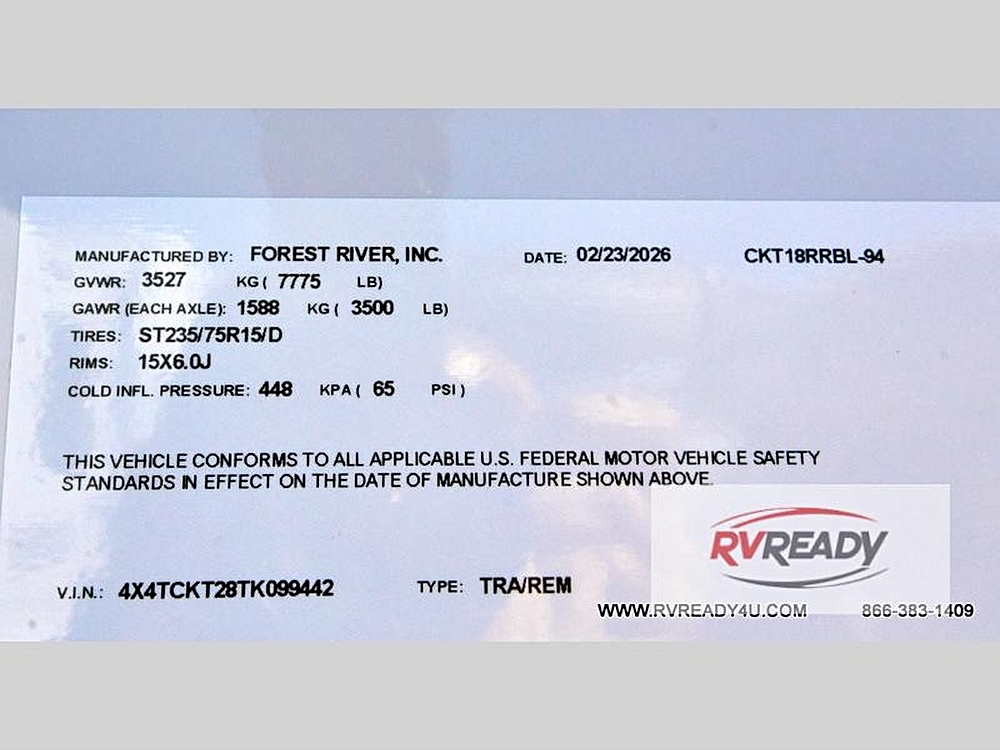 MANUFACTURED BY: FOREST RIVER, INC. DATE: 02/23/2026 CKT18RRBL-94
GVWR: 3527 KG ( 7775 LB)
GAWR (EACH AXLE): 1588 KG ( 3500 LB)
TIRES: ST235/75R15/D
RIMS: 15X6.0J
COLD INFL. PRESSURE: 448 KPA ( 65 PSI )
THIS VEHICLE CONFORMS TO ALL APPLICABLE U.S. FEDERAL MOTOR VEHICLE SAFETY
STANDARDS IN EFFECT ON THE DATE OF MANUFACTURE SHOWN ABOVE.
RVREADY
V.I.N.: 4X4TCKT28TK099442 TYPE: TRA/REM
WWW.RVREADY4U.COM 866-383-1409